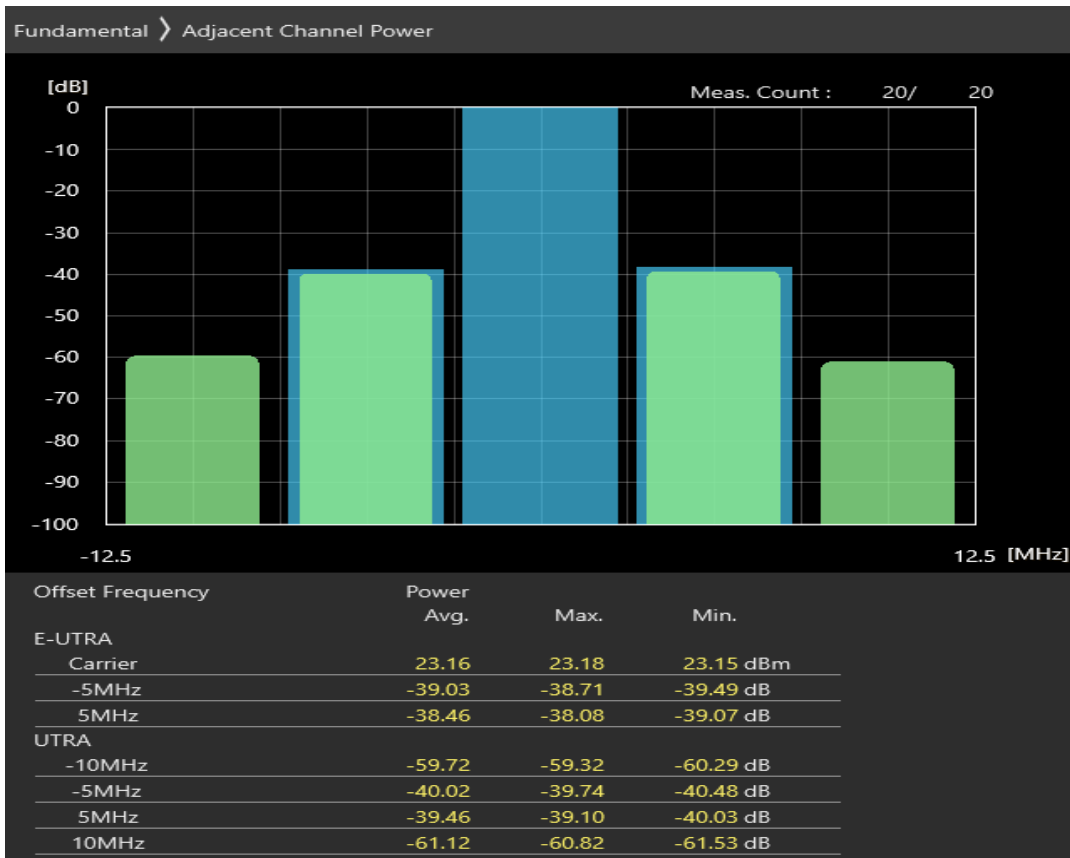 Fundamental 〉 Adjacent Channel Power
[dB]
Meas. Count : 20/ 20
0
-10
-20
-30
-40
-50
-60
-70
-80
-90
-100
-12.5 12.5 [MHz]
Offset Frequency Power
Avg. Max. Min.
E-UTRA
Carrier 23.16 23.18 23.15 dBm
-5MHz -39.03 -38.71 -39.49 dB
5MHz -38.46 -38.08 -39.07 dB
UTRA
-10MHz -59.72 -59.32 -60.29 dB
-5MHz -40.02 -39.74 -40.48 dB
5MHz -39.46 -39.10 -40.03 dB
10MHz -61.12 -60.82 -61.53 dB